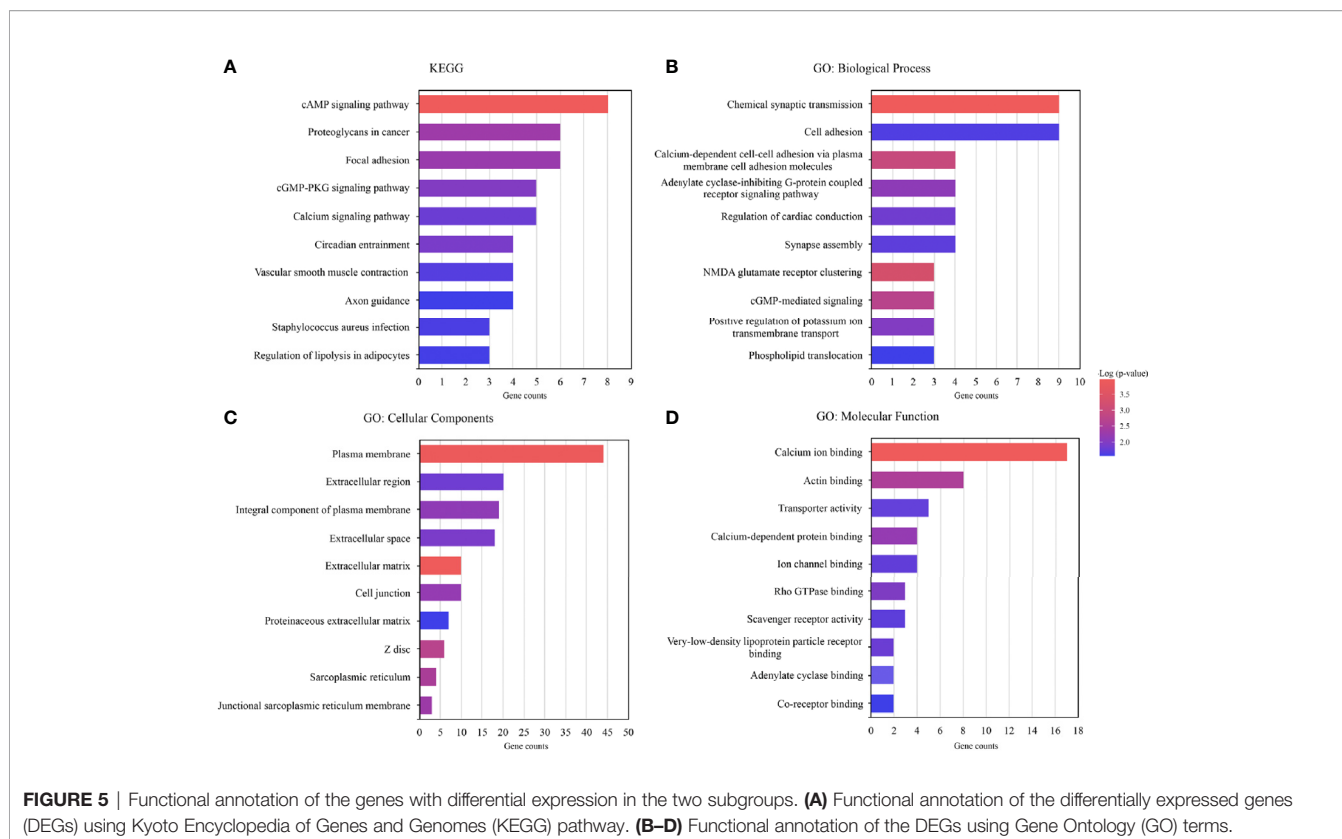 A
KEGG
cAMP signaling pathway
Proteoglycans in cancer
Focal adhesion
cGMP-PKG signaling pathway
Calcium signaling pathway
Circadian entrainment
Vascular smooth muscle contraction
Axon guidance
Staphylococcus aureus infection
Regulation of lipolysis in adipocytes
0 1 2 3 4 5 6 7 8 9
Gene counts
B
GO: Biological Process
Chemical synaptic transmission
Cell adhesion
Calcium-dependent cell-cell adhesion via plasma
membrane cell adhesion molecules
Adenylate cyclase-inhibiting G-protein coupled
receptor signaling pathway
Regulation of cardiac conduction
Synapse assembly
NMDA glutamate receptor clustering
cGMP-mediated signaling
Positive regulation of potassium ion
transmembrane transport
Phospholipid translocation
0 1 2 3 4 5 6 7 8 9 10
Gene counts
-Log (p-value)
3.5
3.0
2.5
2.0
C
GO: Cellular Components
Plasma membrane
Extracellular region
Integral component of plasma membrane
Extracellular space
Extracellular matrix
Cell junction
Proteinaceous extracellular matrix
Z disc
Sarcoplasmic reticulum
Junctional sarcoplasmic reticulum membrane
0 5 10 15 20 25 30 35 40 45 50
Gene counts
D
GO: Molecular Function
Calcium ion binding
Actin binding
Transporter activity
Calcium-dependent protein binding
Ion channel binding
Rho GTPase binding
Scavenger receptor activity
Very-low-density lipoprotein particle receptor
binding
Adenylate cyclase binding
Co-receptor binding
0 2 4 6 8 10 12 14 16 18
Gene counts
FIGURE 5 | Functional annotation of the genes with differential expression in the two subgroups. (A) Functional annotation of the differentially expressed genes
(DEGs) using Kyoto Encyclopedia of Genes and Genomes (KEGG) pathway. (B–D) Functional annotation of the DEGs using Gene Ontology (GO) terms.